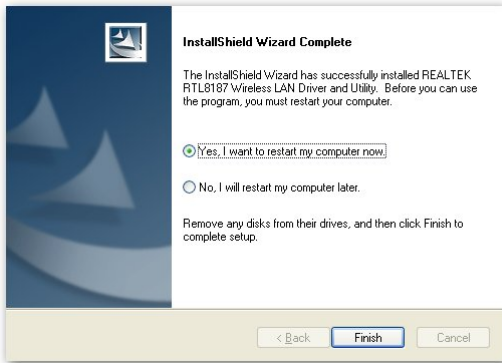 InstallShield Wizard Complete
The InstallShield Wizard has successfully installed REALTEK
RTL8187 Wireless LAN Driver and Utility.  Before you can use
the program, you must restart your computer.
Yes, I want to restart my computer now.
No, I will restart my computer later.
Remove any disks from their drives, and then click Finish to
complete setup.
< Back Finish Cancel